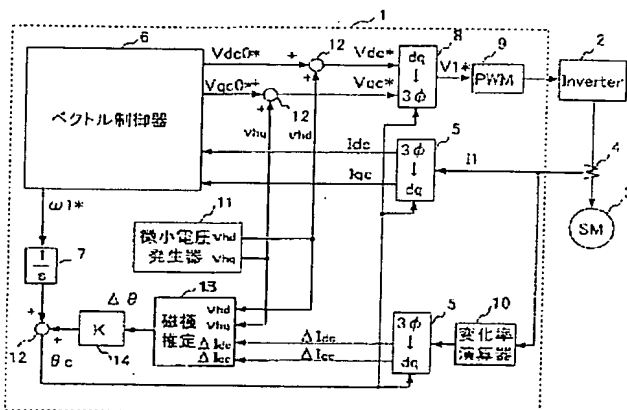 1
6
ベクトル制御器
Vdc0*
+
12
+
Vdc*
8
dq
↓
3φ
V1*
9
PWM
2
Inverter
Vqc0*
+
+
12
Vqc*
vhq
vhd
Idc
Iqc
5
3φ
↓
dq
I1
4
3
SM
ω1*
11
微小電圧
発生器
vhd
vhq
7
1
s
13
磁極
推定
vhd
vhq
ΔIdc
ΔIqc
Δθ
K
14
+
+
12
θc
ΔIdc
ΔIqc
5
3φ
↓
dq
10
変化率
演算器